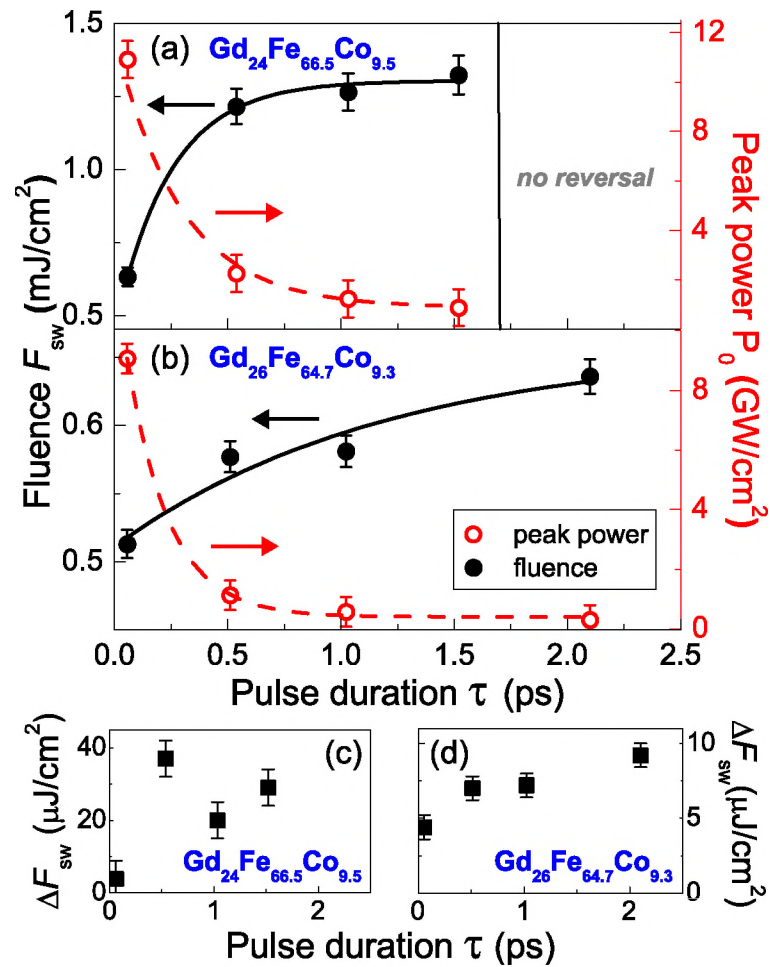 (a) Gd₂₄Fe₆₆.₅Co₉.₅
1.5
1.0
0.5
Fluence F_sw (mJ/cm²)
12
8
4
no reversal
Peak power P₀ (GW/cm²)
(b) Gd₂₆Fe₆₄.₇Co₉.₃
0.6
0.5
8
4
0
peak power
fluence
0.0 0.5 1.0 1.5 2.0 2.5
Pulse duration τ (ps)
(c)
40
20
0
ΔF_sw (μJ/cm²)
Gd₂₄Fe₆₆.₅Co₉.₅
0 1 2
(d)
10
5
0
ΔF_sw (μJ/cm²)
Gd₂₆Fe₆₄.₇Co₉.₃
0 1 2
Pulse duration τ (ps)